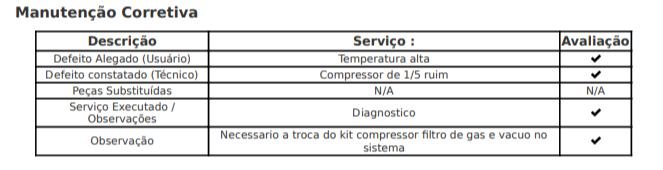 Manutenção Corretiva
Descrição Serviço : Avaliação
Defeito Alegado (Usuário) Temperatura alta ✔
Defeito constatado (Técnico) Compressor de 1/5 ruim ✔
Peças Substituídas N/A N/A
Serviço Executado /
Observações
Diagnostico ✔
Observação
Necessario a troca do kit compressor filtro de gas e vacuo no
sistema
✔